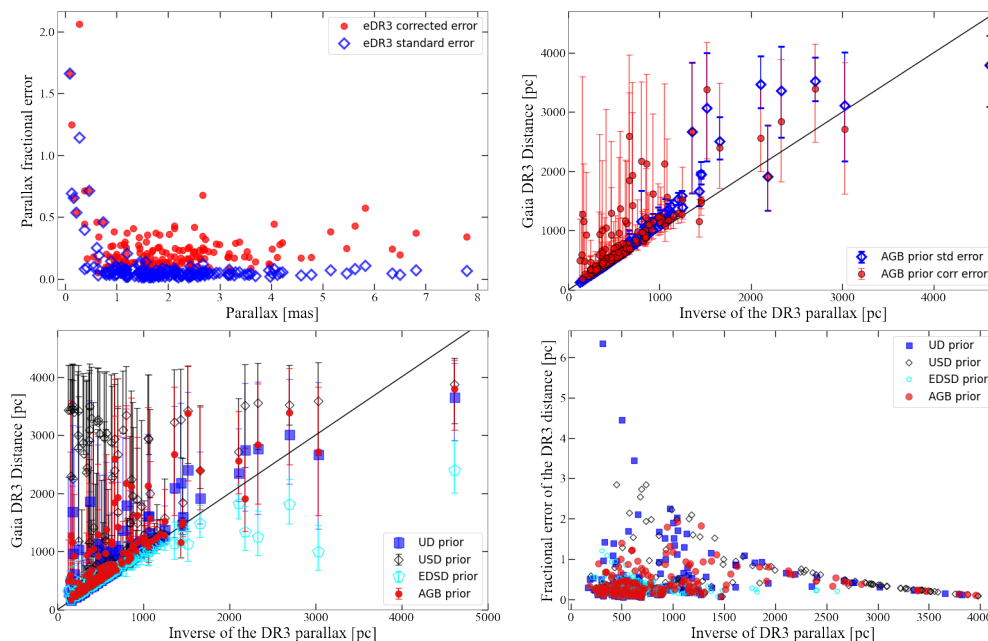 eDR3 corrected error
eDR3 standard error
Parallax fractional error
2.0
1.5
1.0
0.5
0.0
0 1 2 3 4 5 6 7 8
Parallax [mas]
Gaia DR3 Distance [pc]
4000
3000
2000
1000
0
AGB prior std error
AGB prior corr error
0 1000 2000 3000 4000
Inverse of the DR3 parallax [pc]
Gaia DR3 Distance [pc]
4000
3000
2000
1000
0
UD prior
USD prior
EDSD prior
AGB prior
0 1000 2000 3000 4000 5000
Inverse of the DR3 parallax [pc]
UD prior
USD prior
EDSD prior
AGB prior
Fractional error of the DR3 distance [pc]
6
5
4
3
2
1
0
0 500 1000 1500 2000 2500 3000 3500 400
Inverse of the DR3 parallax [pc]